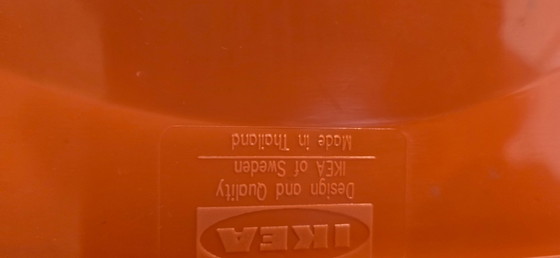 IKEA
Design and Quality
IKEA of Sweden
Made in Thailand